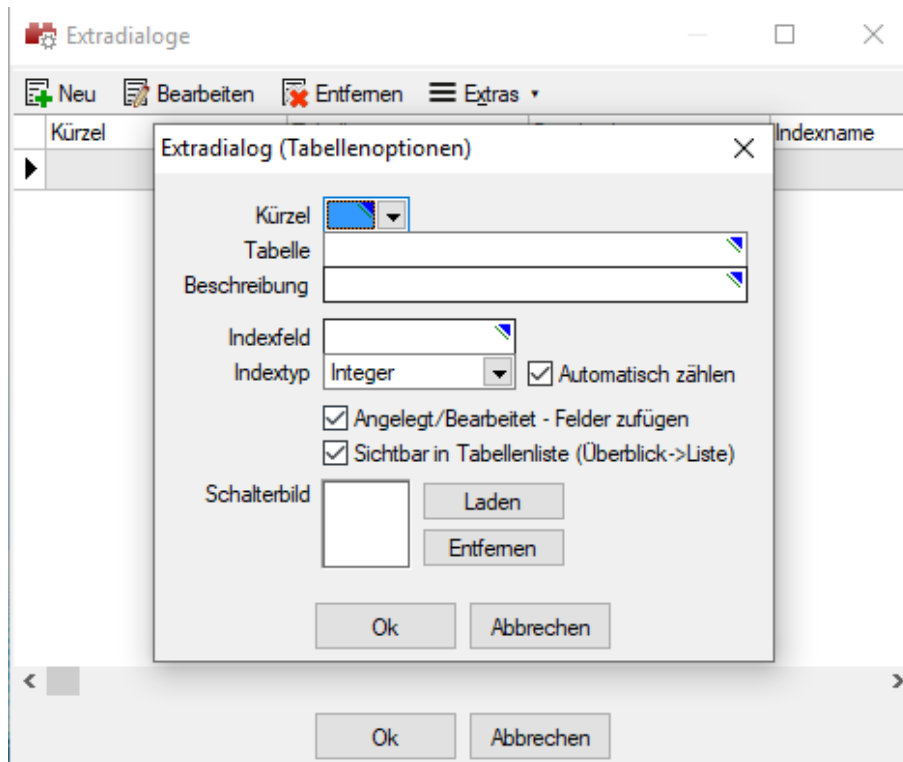 Extradialoge
Neu Bearbeiten Entfernen Extras
Kürzel Indexname
Extradialog (Tabellenoptionen)
Kürzel
Tabelle
Beschreibung
Indexfeld
Indextyp Integer Automatisch zählen
Angelegt/Bearbeitet - Felder zufügen
Sichtbar in Tabellenliste (Überblick->Liste)
Schalterbild Laden
Entfernen
Ok Abbrechen
Ok Abbrechen